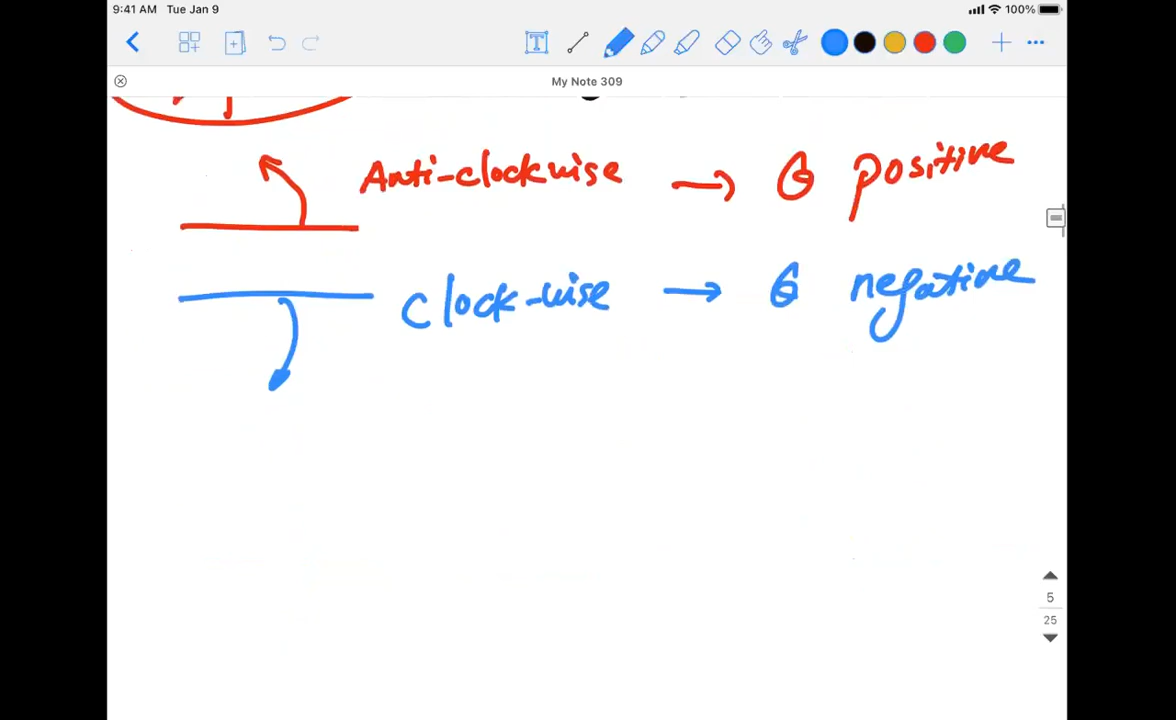 9:41 AM Tue Jan 9 100%
My Note 309
Anti-clockwise → θ positive
Clock-wise → θ negative
5
25